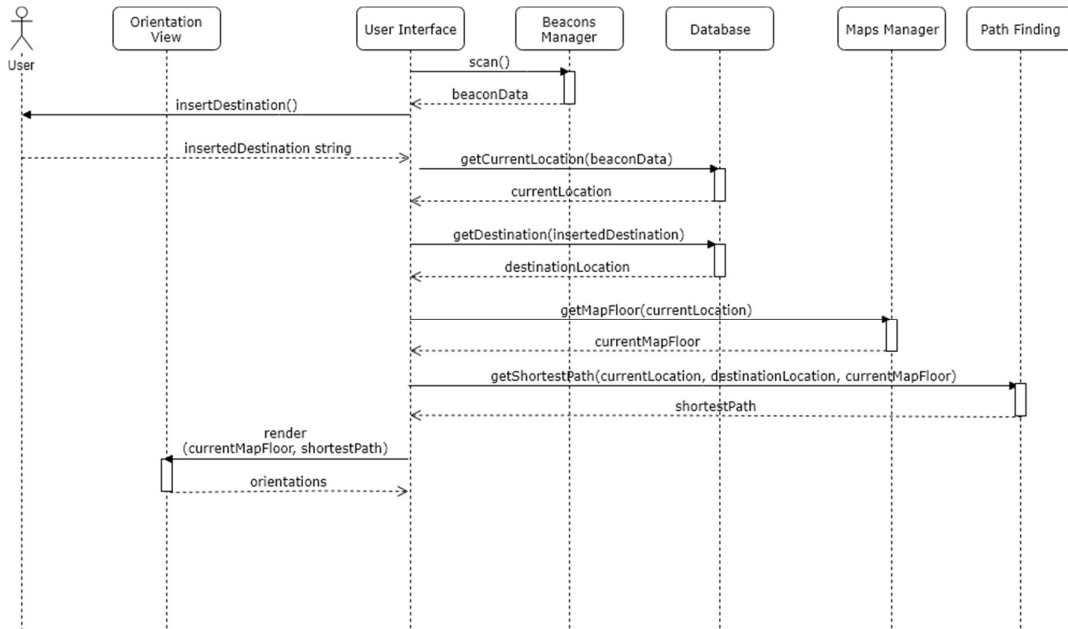 Orientation
View
User Interface
Beacons
Manager
Database
Maps Manager
Path Finding
User
scan()
beaconData
insertDestination()
insertedDestination string
getCurrentLocation(beaconData)
currentLocation
getDestination(insertedDestination)
destinationLocation
getMapFloor(currentLocation)
currentMapFloor
getShortestPath(currentLocation, destinationLocation, currentMapFloor)
shortestPath
render
(currentMapFloor, shortestPath)
orientations